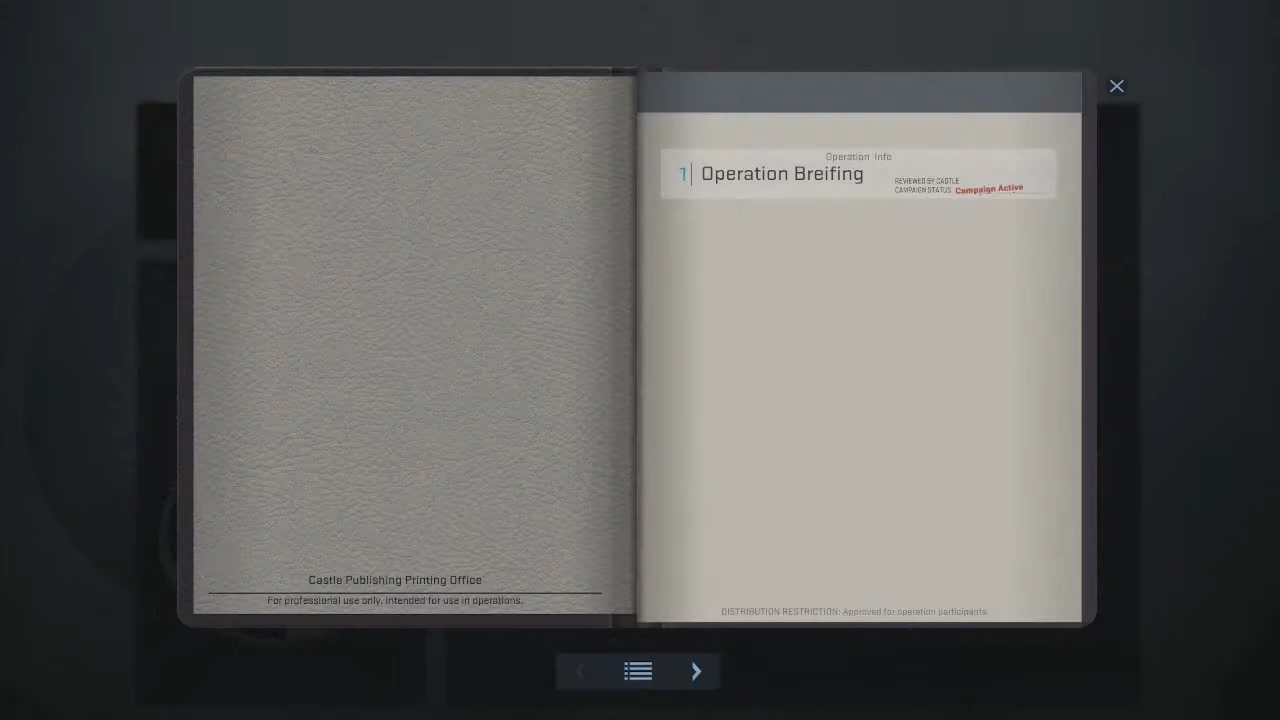 Castle Publishing Printing Office
For professional use only. Intended for use in operations.
Operation Info
1 Operation Breifing
REVIEWED BY CASTLE
CAMPAIGN STATUS Campaign Active
DISTRIBUTION RESTRICTION: Approved for operation participants.